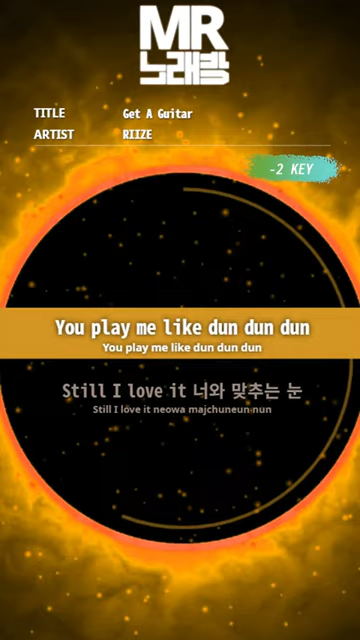 MR
노래방
TITLE Get A Guitar
ARTIST RIIZE
-2 KEY
You play me like dun dun dun
You play me like dun dun dun
Still I love it 너와 맞추는 눈
Still I love it neowa majchuneun nun